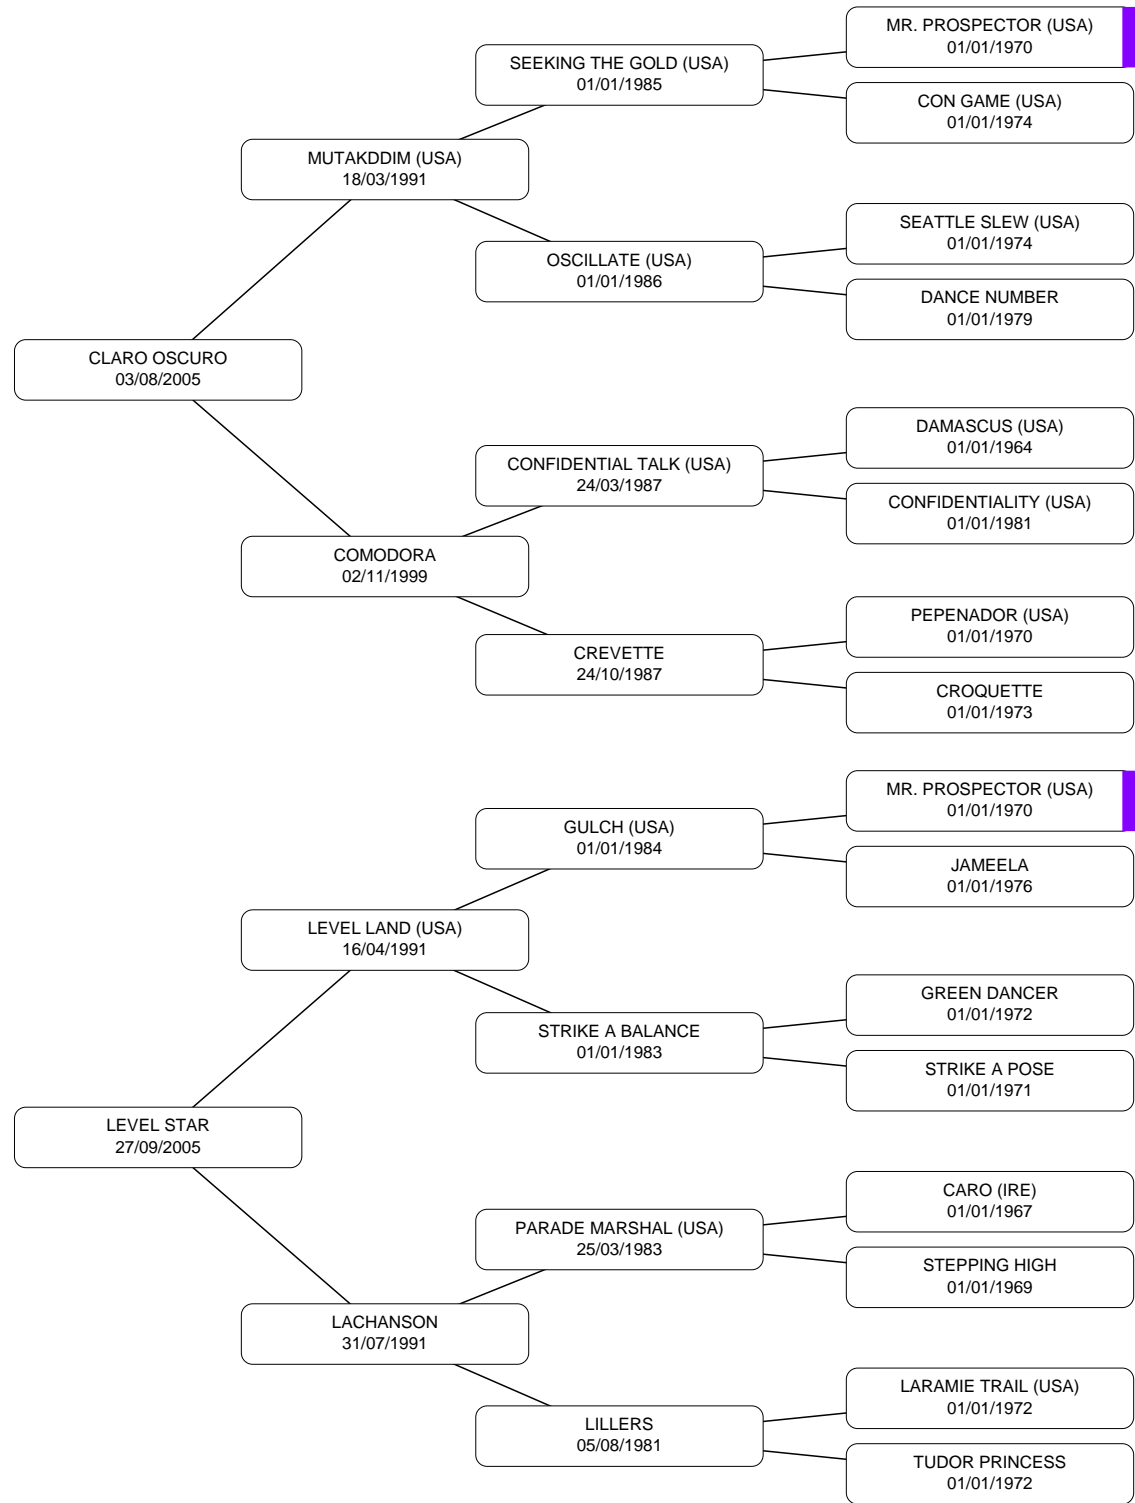 MR. PROSPECTOR (USA)
01/01/1970
SEEKING THE GOLD (USA)
01/01/1985
CON GAME (USA)
01/01/1974
MUTAKDDIM (USA)
18/03/1991
SEATTLE SLEW (USA)
01/01/1974
OSCILLATE (USA)
01/01/1986
DANCE NUMBER
01/01/1979
CLARO OSCURO
03/08/2005
DAMASCUS (USA)
01/01/1964
CONFIDENTIAL TALK (USA)
24/03/1987
CONFIDENTIALITY (USA)
01/01/1981
COMODORA
02/11/1999
PEPENADOR (USA)
01/01/1970
CREVETTE
24/10/1987
CROQUETTE
01/01/1973
MR. PROSPECTOR (USA)
01/01/1970
GULCH (USA)
01/01/1984
JAMEELA
01/01/1976
LEVEL LAND (USA)
16/04/1991
GREEN DANCER
01/01/1972
STRIKE A BALANCE
01/01/1983
STRIKE A POSE
01/01/1971
LEVEL STAR
27/09/2005
CARO (IRE)
01/01/1967
PARADE MARSHAL (USA)
25/03/1983
STEPPING HIGH
01/01/1969
LACHANSON
31/07/1991
LARAMIE TRAIL (USA)
01/01/1972
LILLERS
05/08/1981
TUDOR PRINCESS
01/01/1972